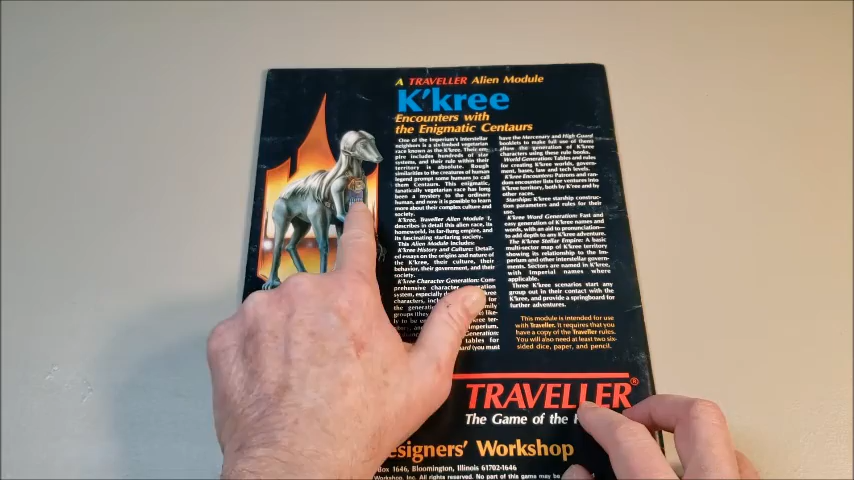 A TRAVELLER Alien Module
K'kree
Encounters with
the Enigmatic Centaurs
One of the Imperium's interstellar
neighbors is a six-limbed vegetarian
race known as the K'kree. Their em-
pire includes hundreds of star
systems, and their rule within their
territory is absolute. Rough
similarities to the creatures of human
legend prompt some humans to call
them Centaurs. This enigmatic,
fanatically vegetarian race has long
been a mystery to the ordinary
human, and now it is possible to learn
more about their complex culture and
society.
K'kree, Traveller Alien Module
describes in detail this alien race, its
homeworld, its far-flung empire, and
its fascinating starfaring society.
This Alien Module includes:
K'kree History and Culture: Detail-
ed essays on the origins and nature of
the K'kree, their culture, their
behavior, their government, and their
society.
K'kree Character Generation: Com-
prehensive character
system, especially
characters,
the
groups
ly to be
tables for
(you must
have the Mercenary and High Guard
booklets to make full use of them
allow the generation of K'kree
characters using these rule books.
World Generation: Tables and rules
for creating K'kree worlds, govern-
ment, bases, law and tech levels.
K'kree Encounters: Patrons and ran-
dom encounter lists for ventures into
K'kree territory, both by K'kree and by
other races.
Starships: K'kree starship construc-
tion parameters and rules for their
use.
K'kree Word Generation: Fast and
easy generation of K'kree names and
words, with an aid to pronunciation—
to add depth to any K'kree adventure.
The K'kree Stellar Empire: A basic
multi-sector map of K'kree territory
showing its relationship to the Im-
perium and other interstellar govern-
ments. Sectors are named in K'kree,
with Imperial names where
applicable.
Three K'kree scenarios start any
group out in their contact with the
K'kree, and provide a springboard for
further adventures.
This module is intended for use
with Traveller. It requires that you
have a copy of the Traveller rules.
You will also need at least two six-
sided dice, paper, and pencil.
TRAVELLER®
The Game of the
esigners' Workshop
Box 1646, Bloomington, Illinois 61702-1646
Workshop, Inc. All rights reserved. No part of this game may be